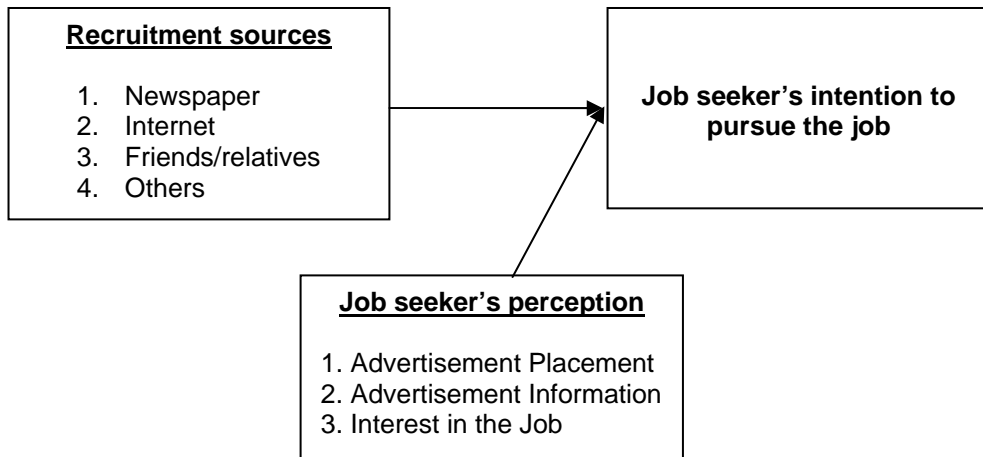 Recruitment sources
1. Newspaper
2. Internet
3. Friends/relatives
4. Others
Job seeker’s intention to
pursue the job
Job seeker’s perception
1. Advertisement Placement
2. Advertisement Information
3. Interest in the Job